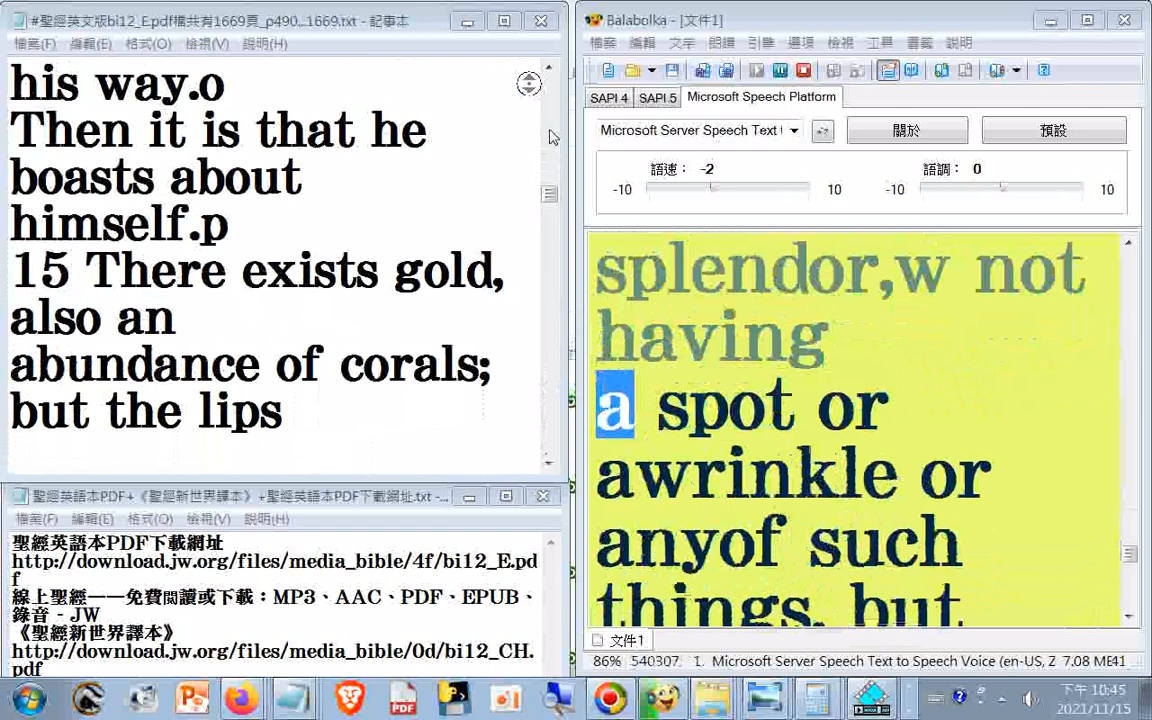 #聖經英文版bi12_E.pdf檔共有1669頁_p490,..1669.txt - 記事本
檔案(F) 編輯(E) 格式(O) 檢視(V) 說明(H)
his way.o
Then it is that he
boasts about
himself.p
15 There exists gold,
also an
abundance of corals;
but the lips
聖經英語本PDF+《聖經新世界譯本》+聖經英語本PDF下載網址.txt - ...
檔案(F) 編輯(E) 格式(O) 檢視(V) 說明(H)
聖經英語本PDF下載網址
http://download.jw.org/files/media_bible/4f/bi12_E.pd
f
線上聖經——免費閱讀或下載：MP3、AAC、PDF、EPUB、
錄音 - JW
《聖經新世界譯本》
http://download.jw.org/files/media_bible/0d/bi12_CH.
pdf
Balabolka - [文件1]
檔案 編輯 文字 朗讀 引擎 選項 檢視 工具 書籤 說明
SAPI 4 SAPI 5 Microsoft Speech Platform
Microsoft Server Speech Text t 關於 預設
語速： -2 語調： 0
-10 10 -10 10
splendor,w not
having
a spot or
awrinkle or
anyof such
things, but
文件1
86% 540307, 1. Microsoft Server Speech Text to Speech Voice (en-US, Z 7.08 ME41
下午 10:45
2021/11/15